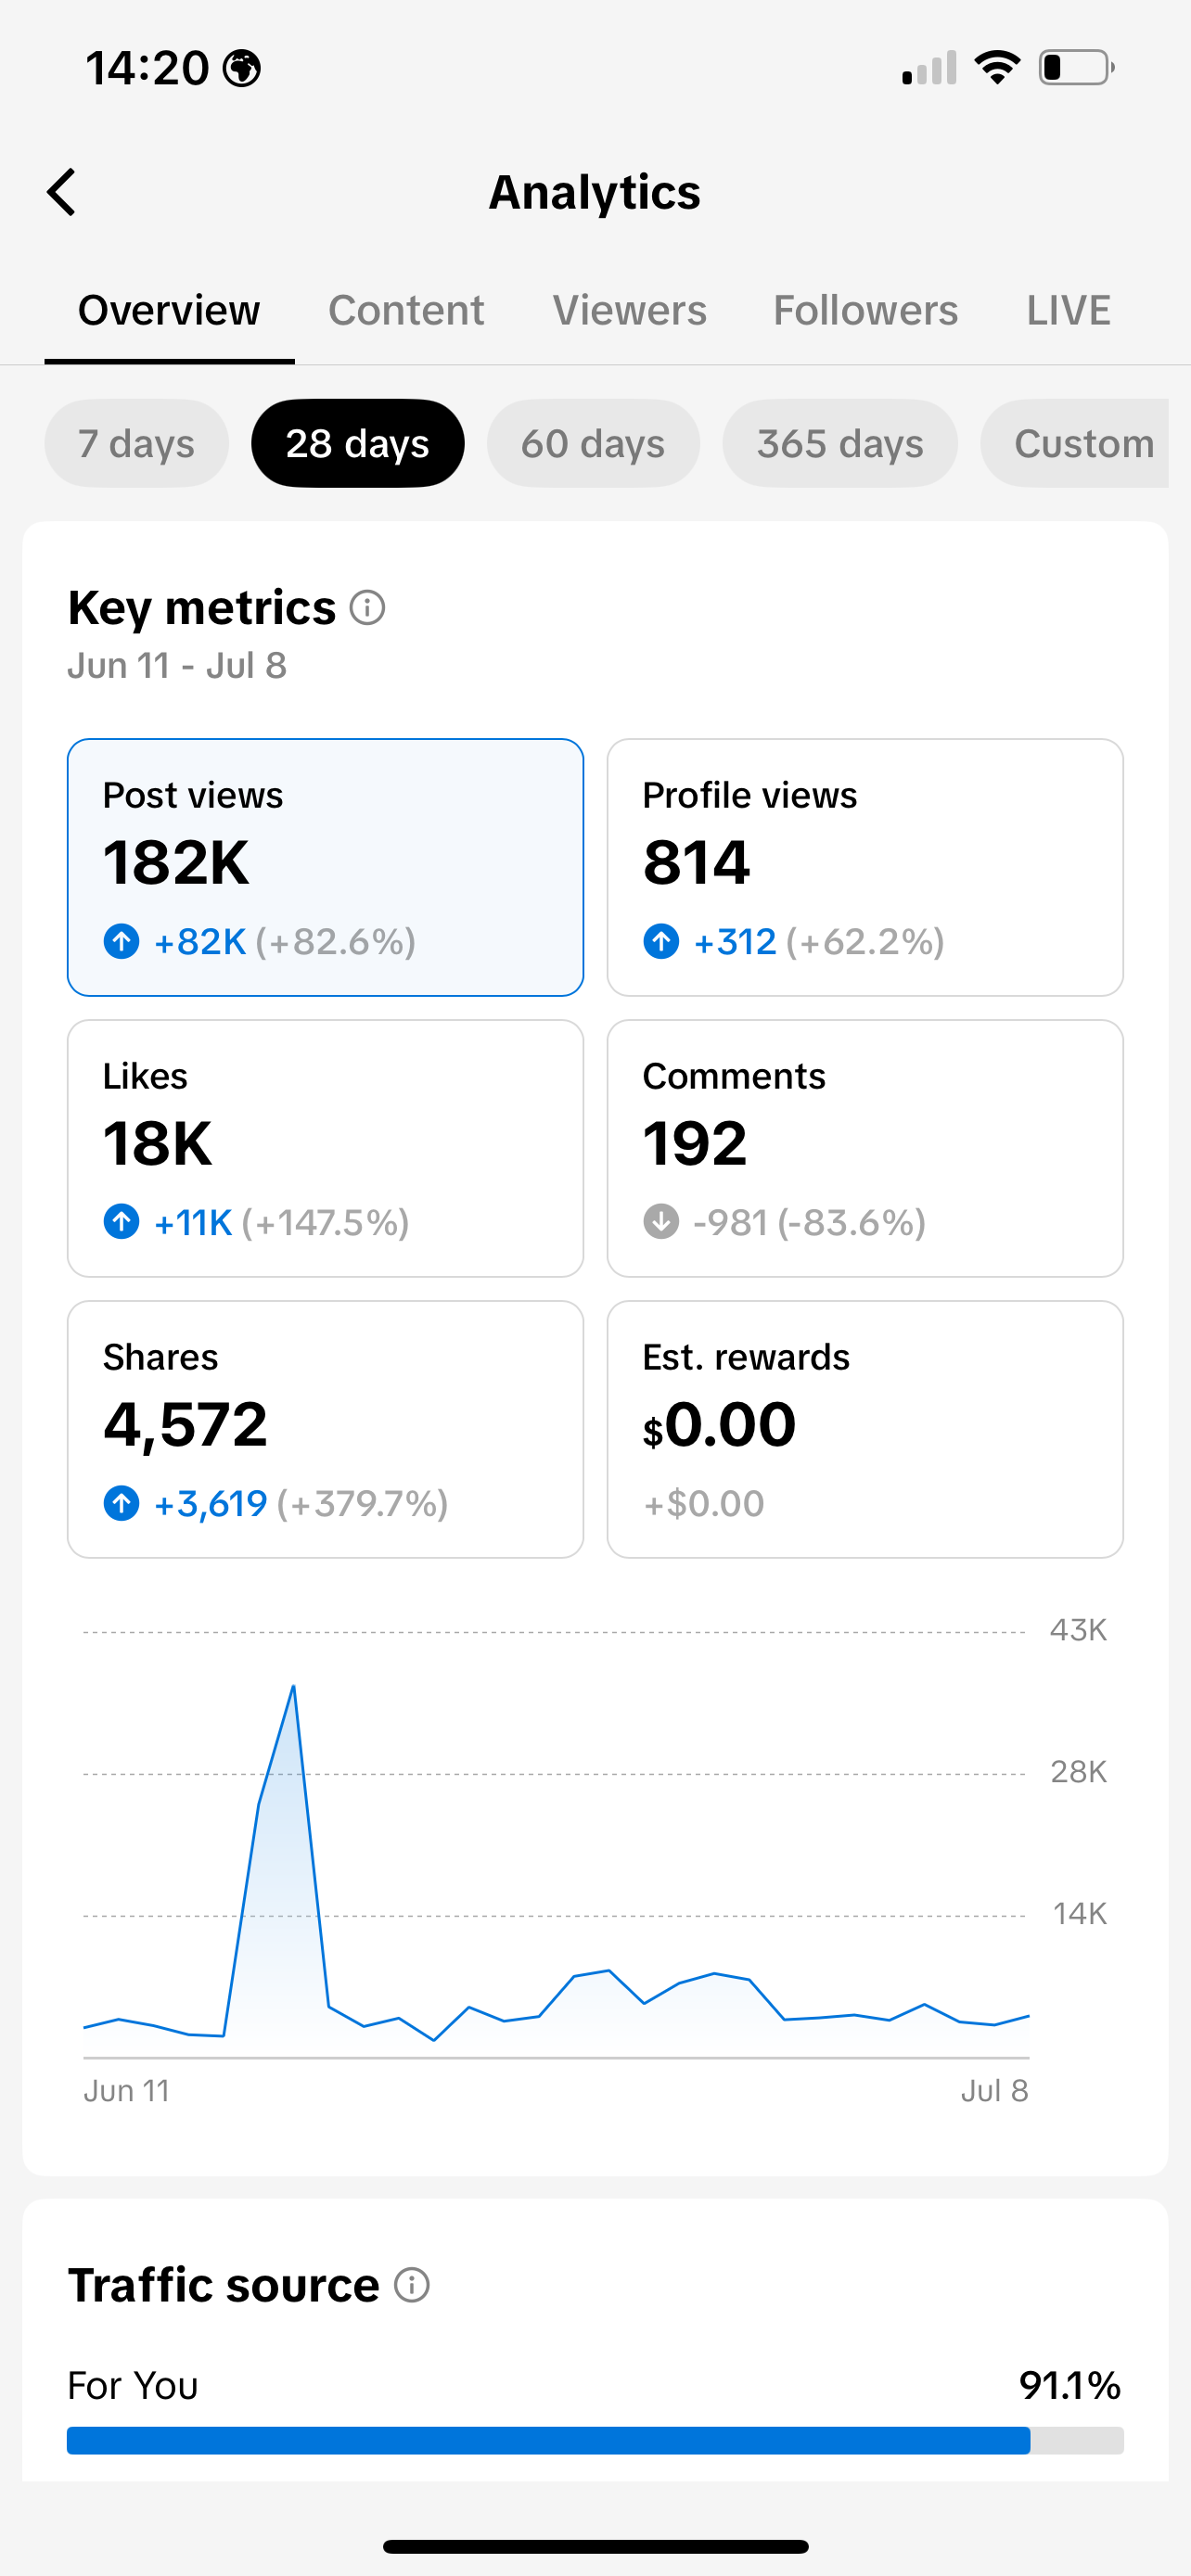 14:20
Analytics
Overview Content Viewers Followers LIVE
7 days 28 days 60 days 365 days Custom
Key metrics
Jun 11 - Jul 8
Post views
182K
+82K (+82.6%)
Profile views
814
+312 (+62.2%)
Likes
18K
+11K (+147.5%)
Comments
192
-981 (-83.6%)
Shares
4,572
+3,619 (+379.7%)
Est. rewards
$0.00
+$0.00
43K
28K
14K
Jun 11 Jul 8
Traffic source
For You 91.1%